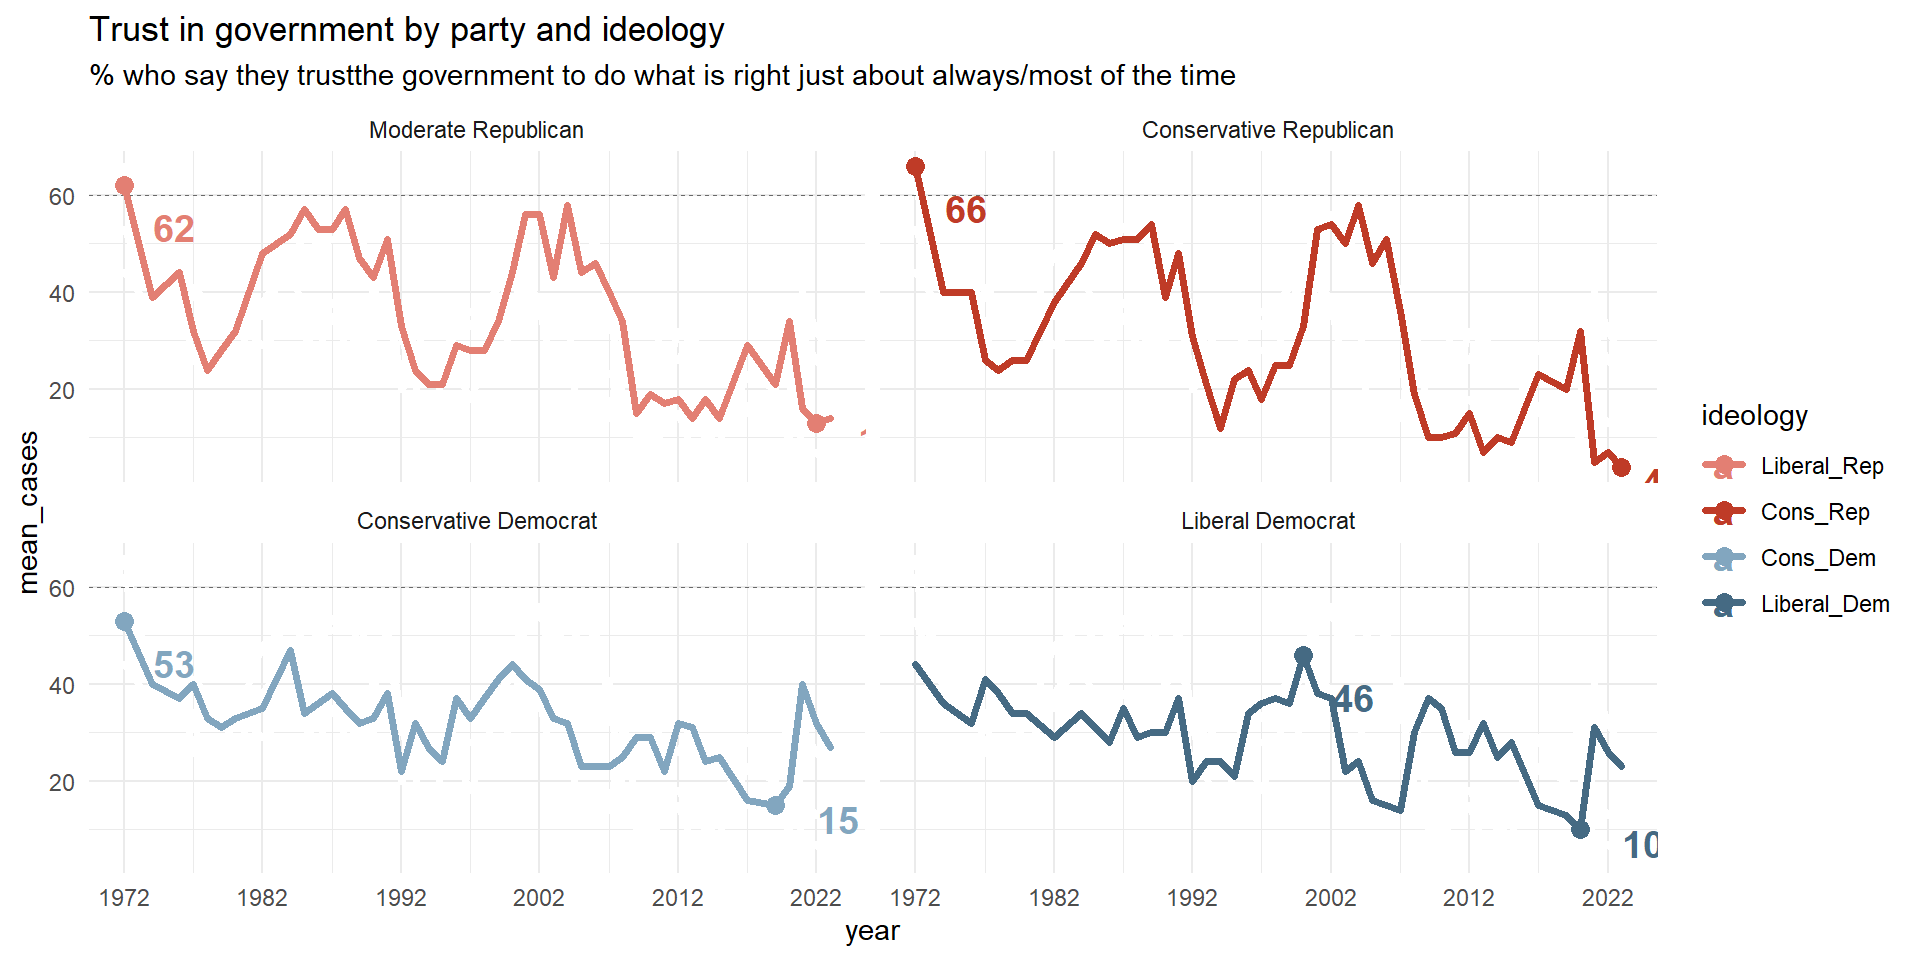 Trust in government by party and ideology
% who say they trustthe government to do what is right just about always/most of the time
Moderate Republican
Conservative Republican
60
40
20
62
66
4
Conservative Democrat
Liberal Democrat
60
40
20
53
15
46
10
1972 1982 1992 2002 2012 2022
1972 1982 1992 2002 2012 2022
year
mean_cases
ideology
a Liberal_Rep
a Cons_Rep
a Cons_Dem
a Liberal_Dem